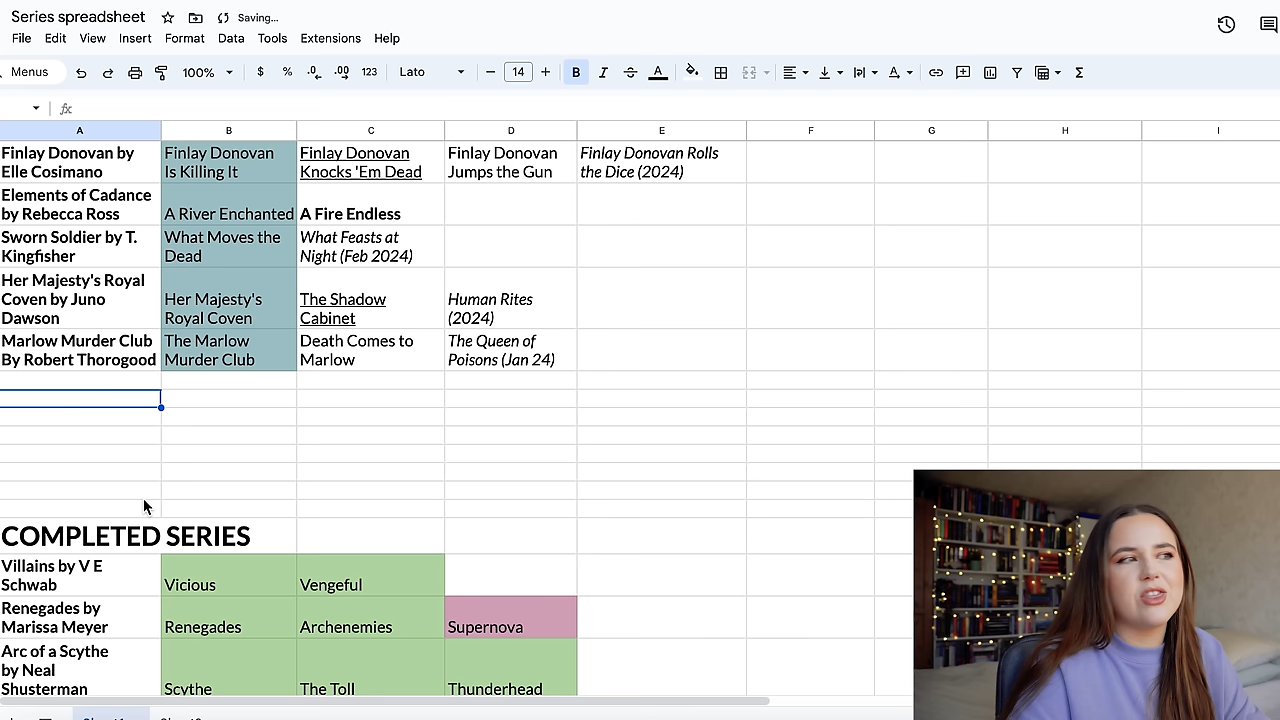 Series spreadsheet Saving...
File Edit View Insert Format Data Tools Extensions Help
Menus 100% $ % .0 .00 123 Lato 14 B I A A Σ
fx
A B C D E F G H I
Finlay Donovan by
Elle Cosimano
Finlay Donovan
Is Killing It
Finlay Donovan
Knocks 'Em Dead
Finlay Donovan
Jumps the Gun
Finlay Donovan Rolls
the Dice (2024)
Elements of Cadance
by Rebecca Ross
A River Enchanted
A Fire Endless
Sworn Soldier by T.
Kingfisher
What Moves the
Dead
What Feasts at
Night (Feb 2024)
Her Majesty's Royal
Coven by Juno
Dawson
Her Majesty's
Royal Coven
The Shadow
Cabinet
Human Rites
(2024)
Marlow Murder Club
By Robert Thorogood
The Marlow
Murder Club
Death Comes to
Marlow
The Queen of
Poisons (Jan 24)
COMPLETED SERIES
Villains by V E
Schwab
Vicious
Vengeful
Renegades by
Marissa Meyer
Renegades
Archenemies
Supernova
Arc of a Scythe
by Neal
Shusterman
Scythe
The Toll
Thunderhead